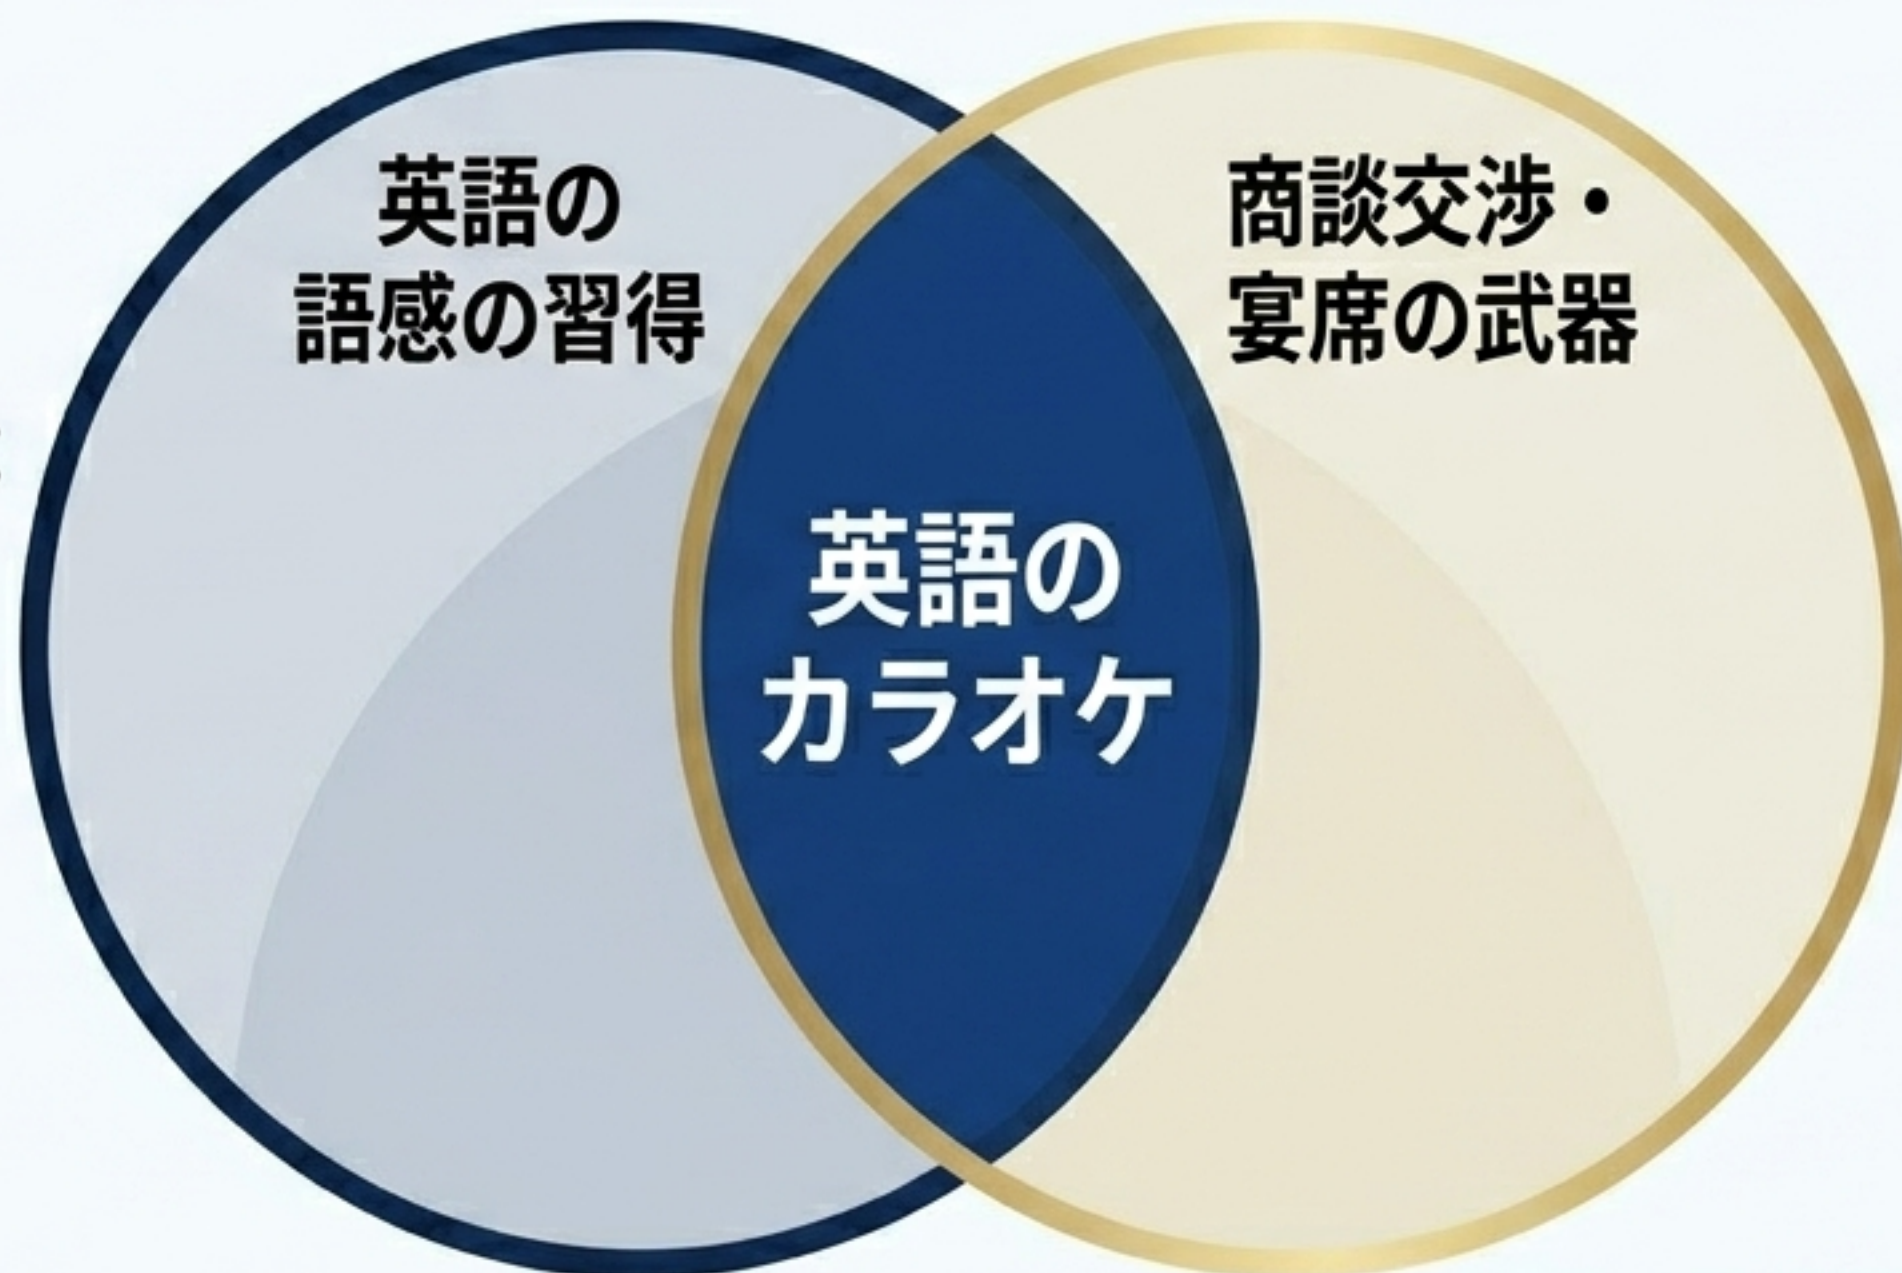 英語の
語感の習得
商談交渉・
宴席の武器
英語の
カラオケ